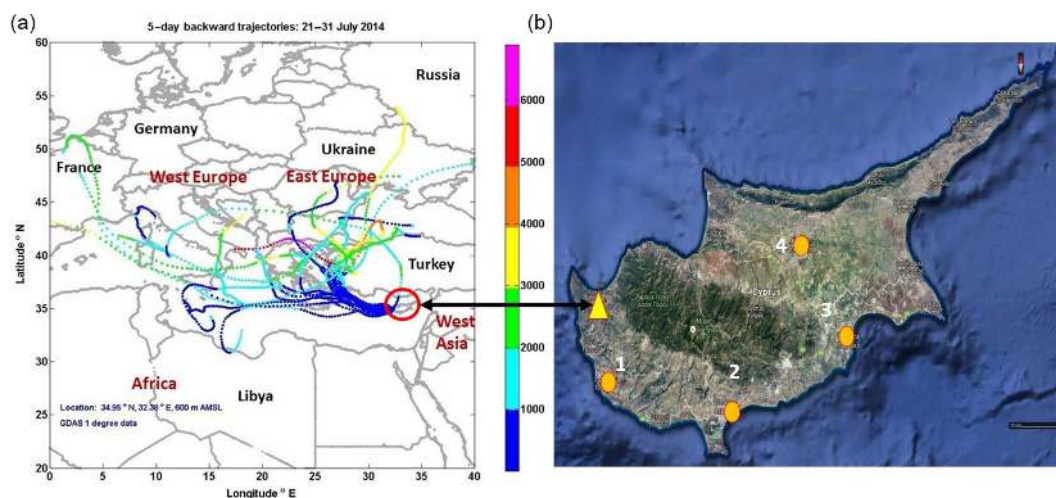 (a)
5-day backward trajectories: 21-31 July 2014
60
55
50
45
40
35
30
25
20
0
5
10
15
20
25
30
35
40
Latitude ° N
Longitude ° E
Russia
Germany
Ukraine
France
West Europe
East Europe
Turkey
West
Asia
Africa
Libya
Location: 34.95 ° N, 32.38 ° E, 600 m AMSL
GDAS 1 degree data
6000
5000
4000
3000
2000
1000
(b)
4
Cyprus
3
1
2